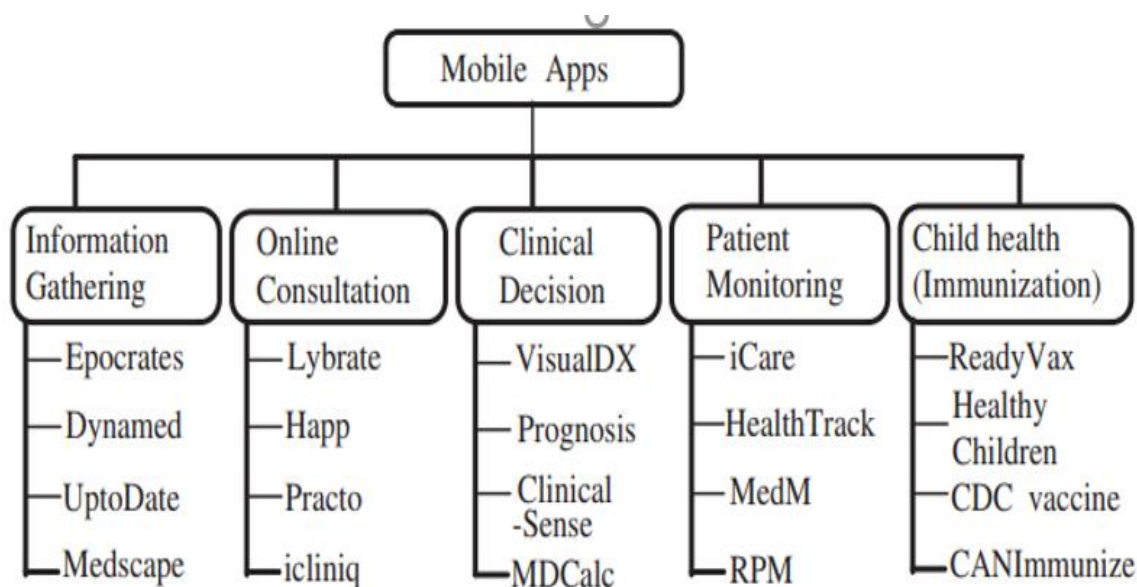 Mobile Apps
Information
Gathering
Epocrates
Dynamed
UptoDate
Medscape
Online
Consultation
Lybrate
Happ
Practo
icliniq
Clinical
Decision
VisualDX
Prognosis
Clinical
-Sense
MDCalc
Patient
Monitoring
iCare
HealthTrack
MedM
RPM
Child health
(Immunization)
ReadyVax
Healthy
Children
CDC vaccine
CANImmunize